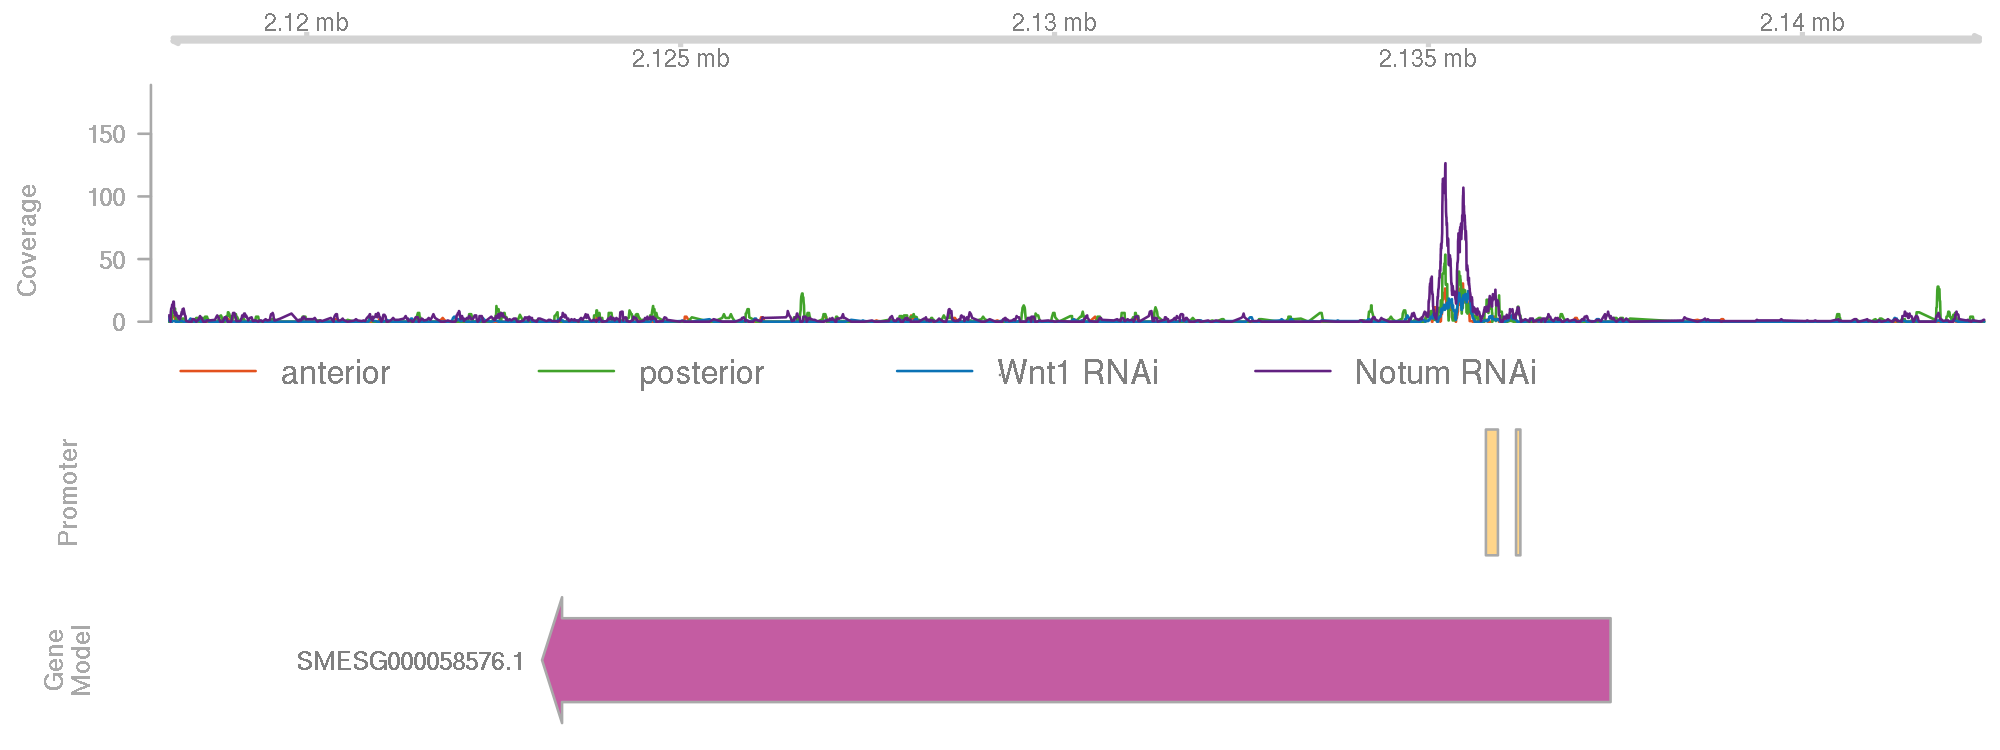 2.12 mb
2.13 mb
2.14 mb
2.125 mb
2.135 mb
Coverage
150
100
50
0
anterior
posterior
Wnt1 RNAi
Notum RNAi
Promoter
Gene
Model
SMESG000058576.1